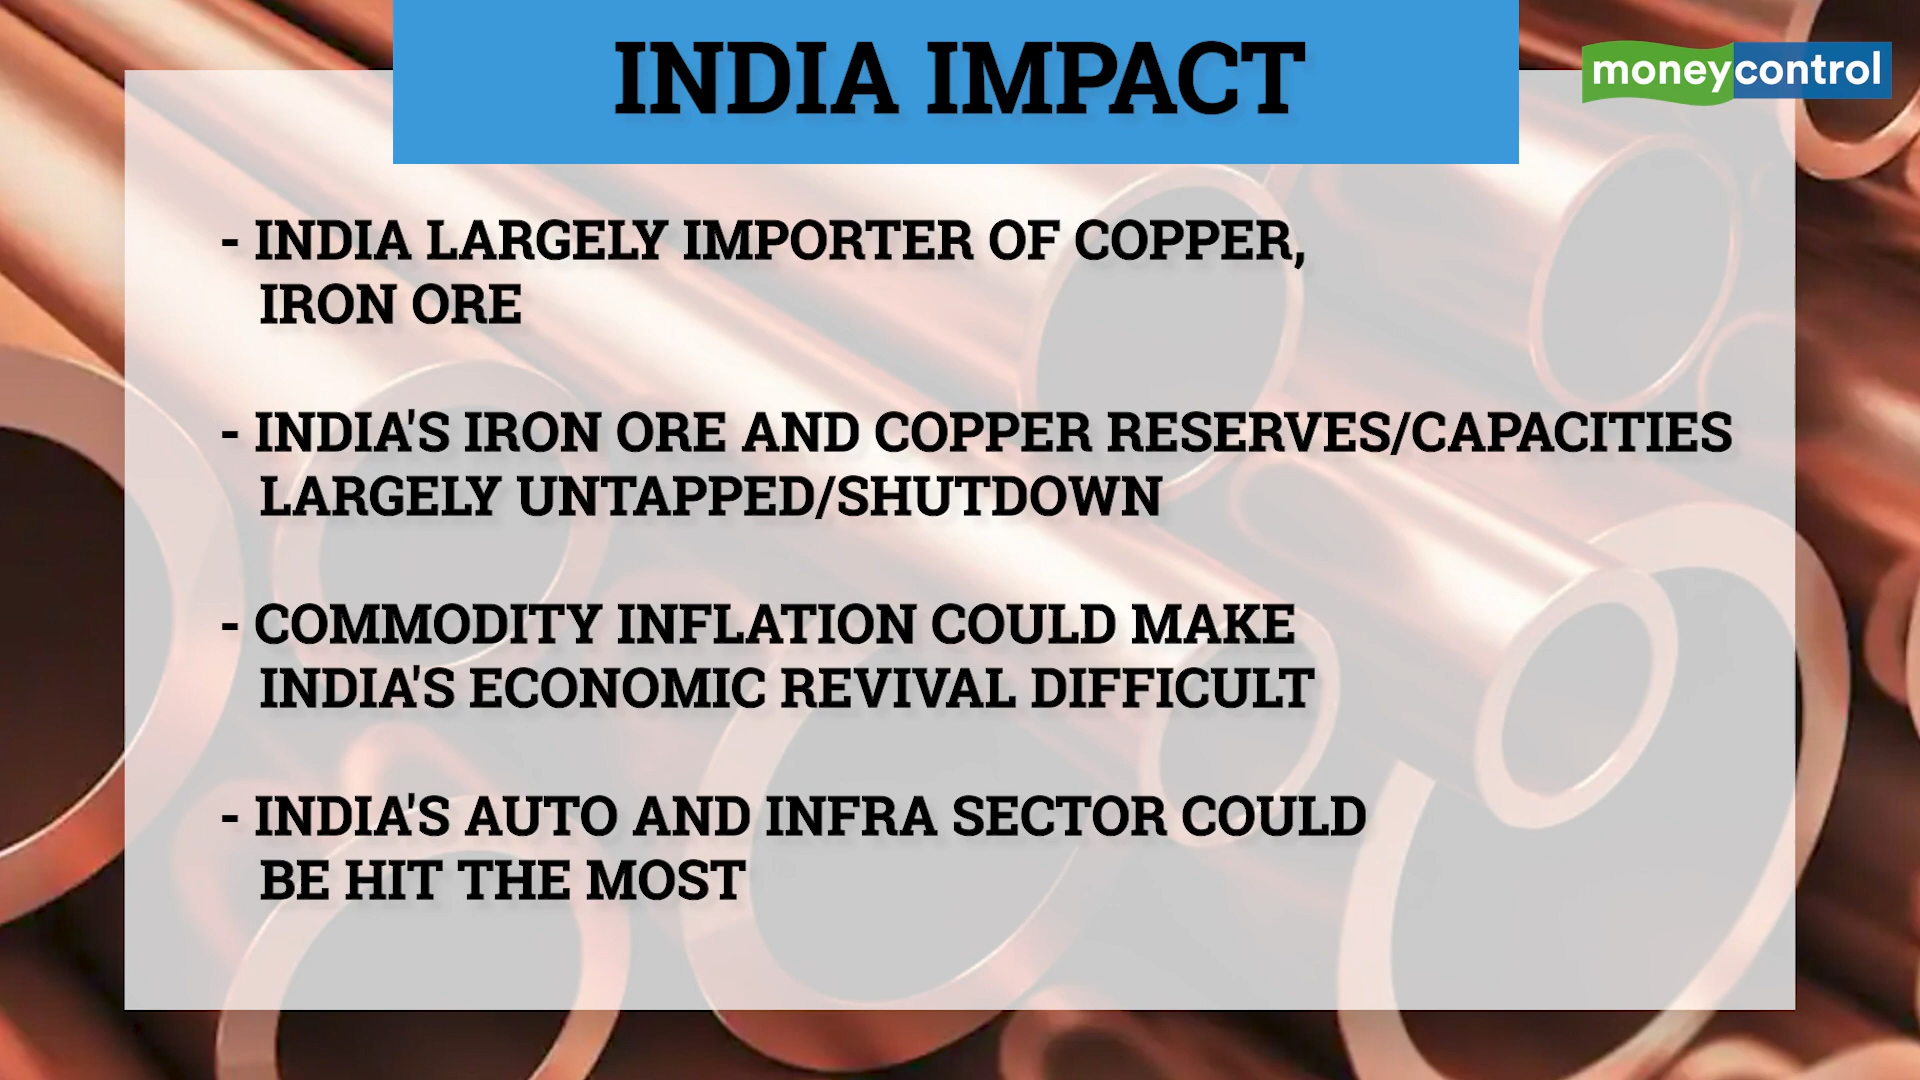 INDIA IMPACT
moneycontrol
- INDIA LARGELY IMPORTER OF COPPER,
IRON ORE
- INDIA'S IRON ORE AND COPPER RESERVES/CAPACITIES
LARGELY UNTAPPED/SHUTDOWN
- COMMODITY INFLATION COULD MAKE
INDIA'S ECONOMIC REVIVAL DIFFICULT
- INDIA'S AUTO AND INFRA SECTOR COULD
BE HIT THE MOST